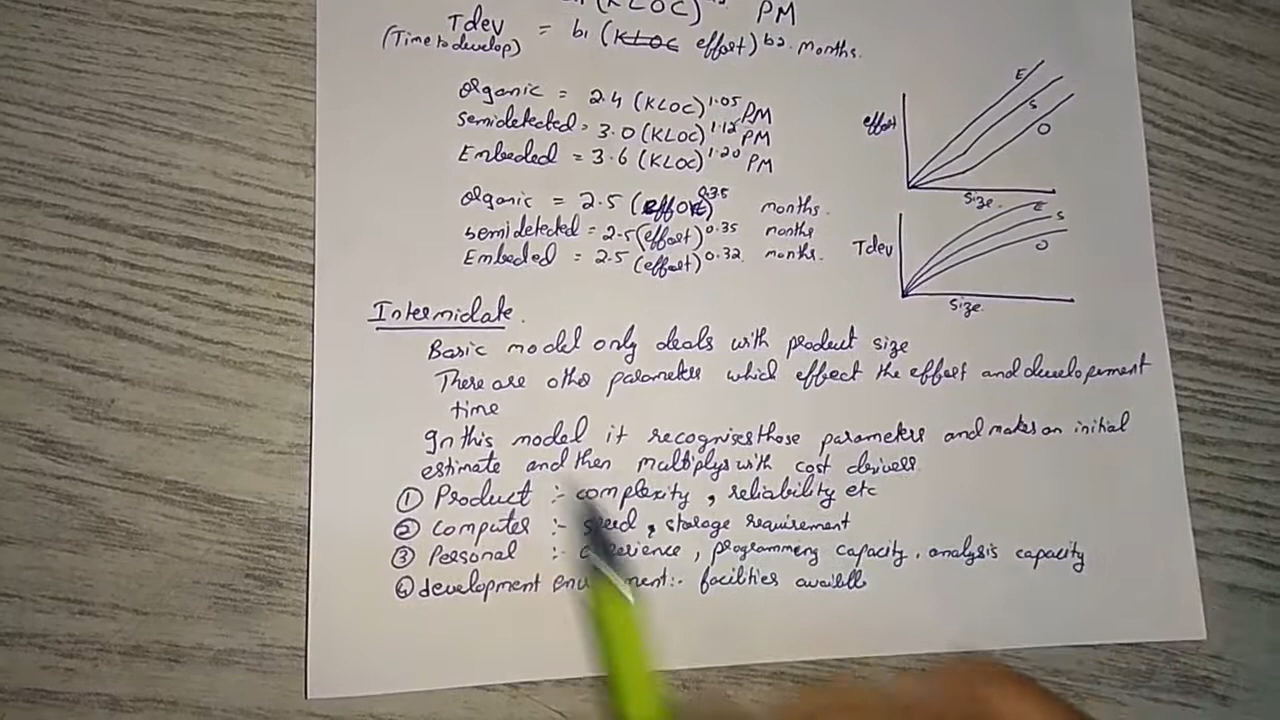 (KLOC) PM
Tdev = b1 (KLOC effort)b2. months.
(Time to develop)
Organic = 2.4 (KLOC)1.05 PM
Semidetected = 3.0 (KLOC)1.12 PM
Embeded = 3.6 (KLOC)1.20 PM
Organic = 2.5 (effort)0.35 months.
semidetected = 2.5 (effort)0.35 months
Embeded = 2.5 (effort)0.32 months.
effort
E
S
O
Size.
Tdev
E
S
O
Size.
Intermidate.
Basic model only deals with product size
There are other parameters which effect the effort and development
time
In this model it recognises those parameters and makes an initial
estimate and then multiplys with cost drivers
① Product :- complexity, reliability etc
② Computer :- speed, storage requirement
③ Personal :- experience, programming capacity, analysis capacity
④ development :- facilities